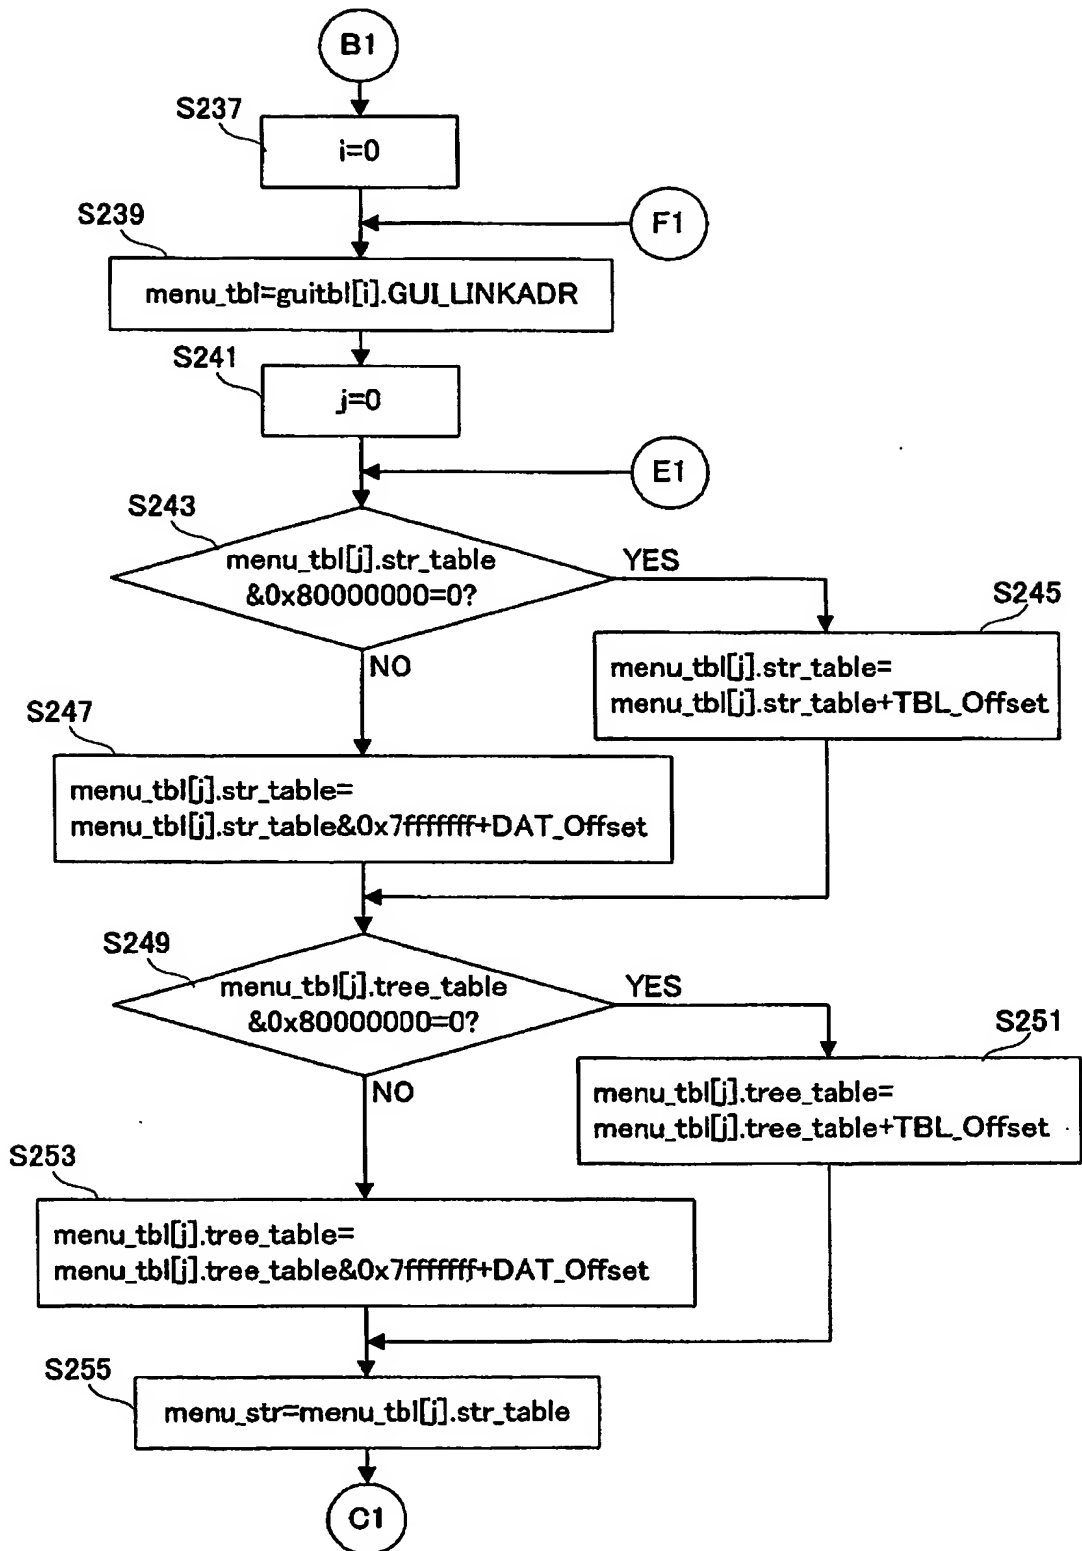 B1
S237
i=0
F1
S239
menu_tbl=guitbl[i].GUI_LINKADR
S241
j=0
E1
S243
menu_tbl[j].str_table
&0x80000000=0?
YES
S245
menu_tbl[j].str_table=
menu_tbl[j].str_table+TBL_Offset
NO
S247
menu_tbl[j].str_table=
menu_tbl[j].str_table&0x7fffffff+DAT_Offset
S249
menu_tbl[j].tree_table
&0x80000000=0?
YES
S251
menu_tbl[j].tree_table=
menu_tbl[j].tree_table+TBL_Offset
NO
S253
menu_tbl[j].tree_table=
menu_tbl[j].tree_table&0x7fffffff+DAT_Offset
S255
menu_str=menu_tbl[j].str_table
C1